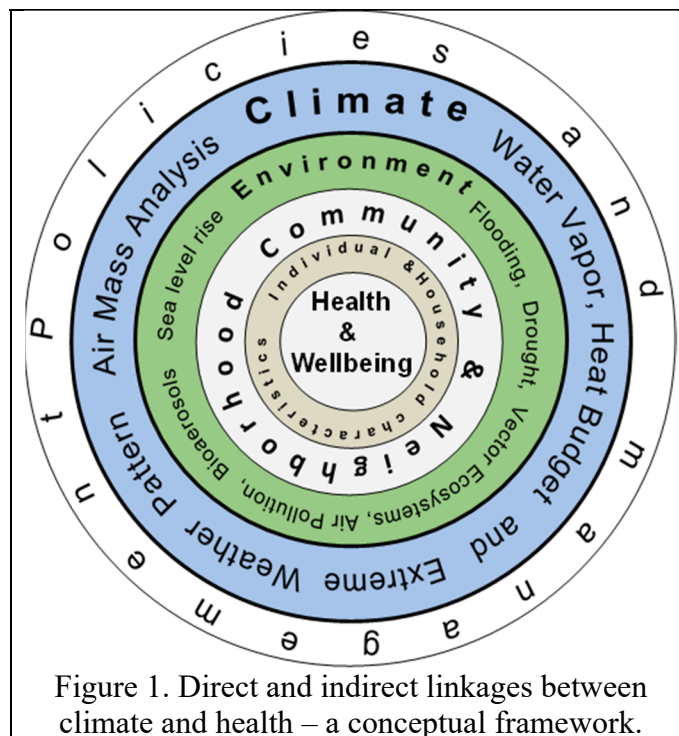 Policies and management
Climate
Water Vapor, Heat Budget and Extreme Weather Pattern
Air Mass Analysis
Environment
Flooding, Drought, Vector Ecosystems, Air Pollution, Bioaerosols
Sea level rise
Community & Neighborhood
Individual & Household characteristics
Health
&
Wellbeing
Figure 1. Direct and indirect linkages between
climate and health – a conceptual framework.